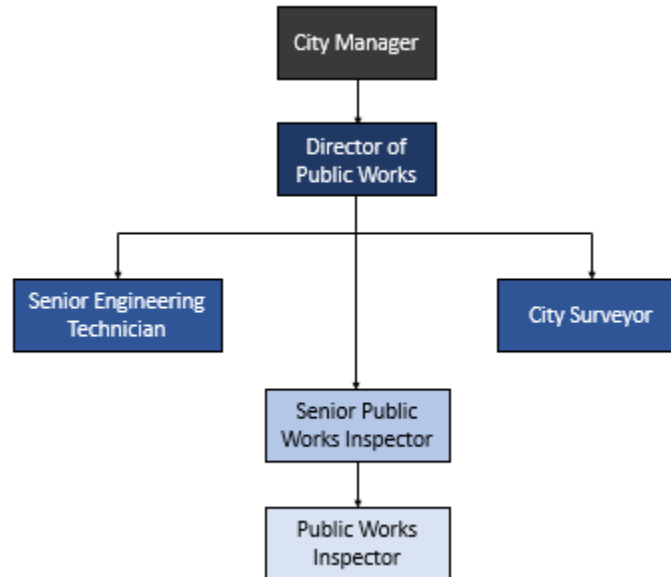 City Manager
Director of
Public Works
Senior Engineering
Technician
City Surveyor
Senior Public
Works Inspector
Public Works
Inspector